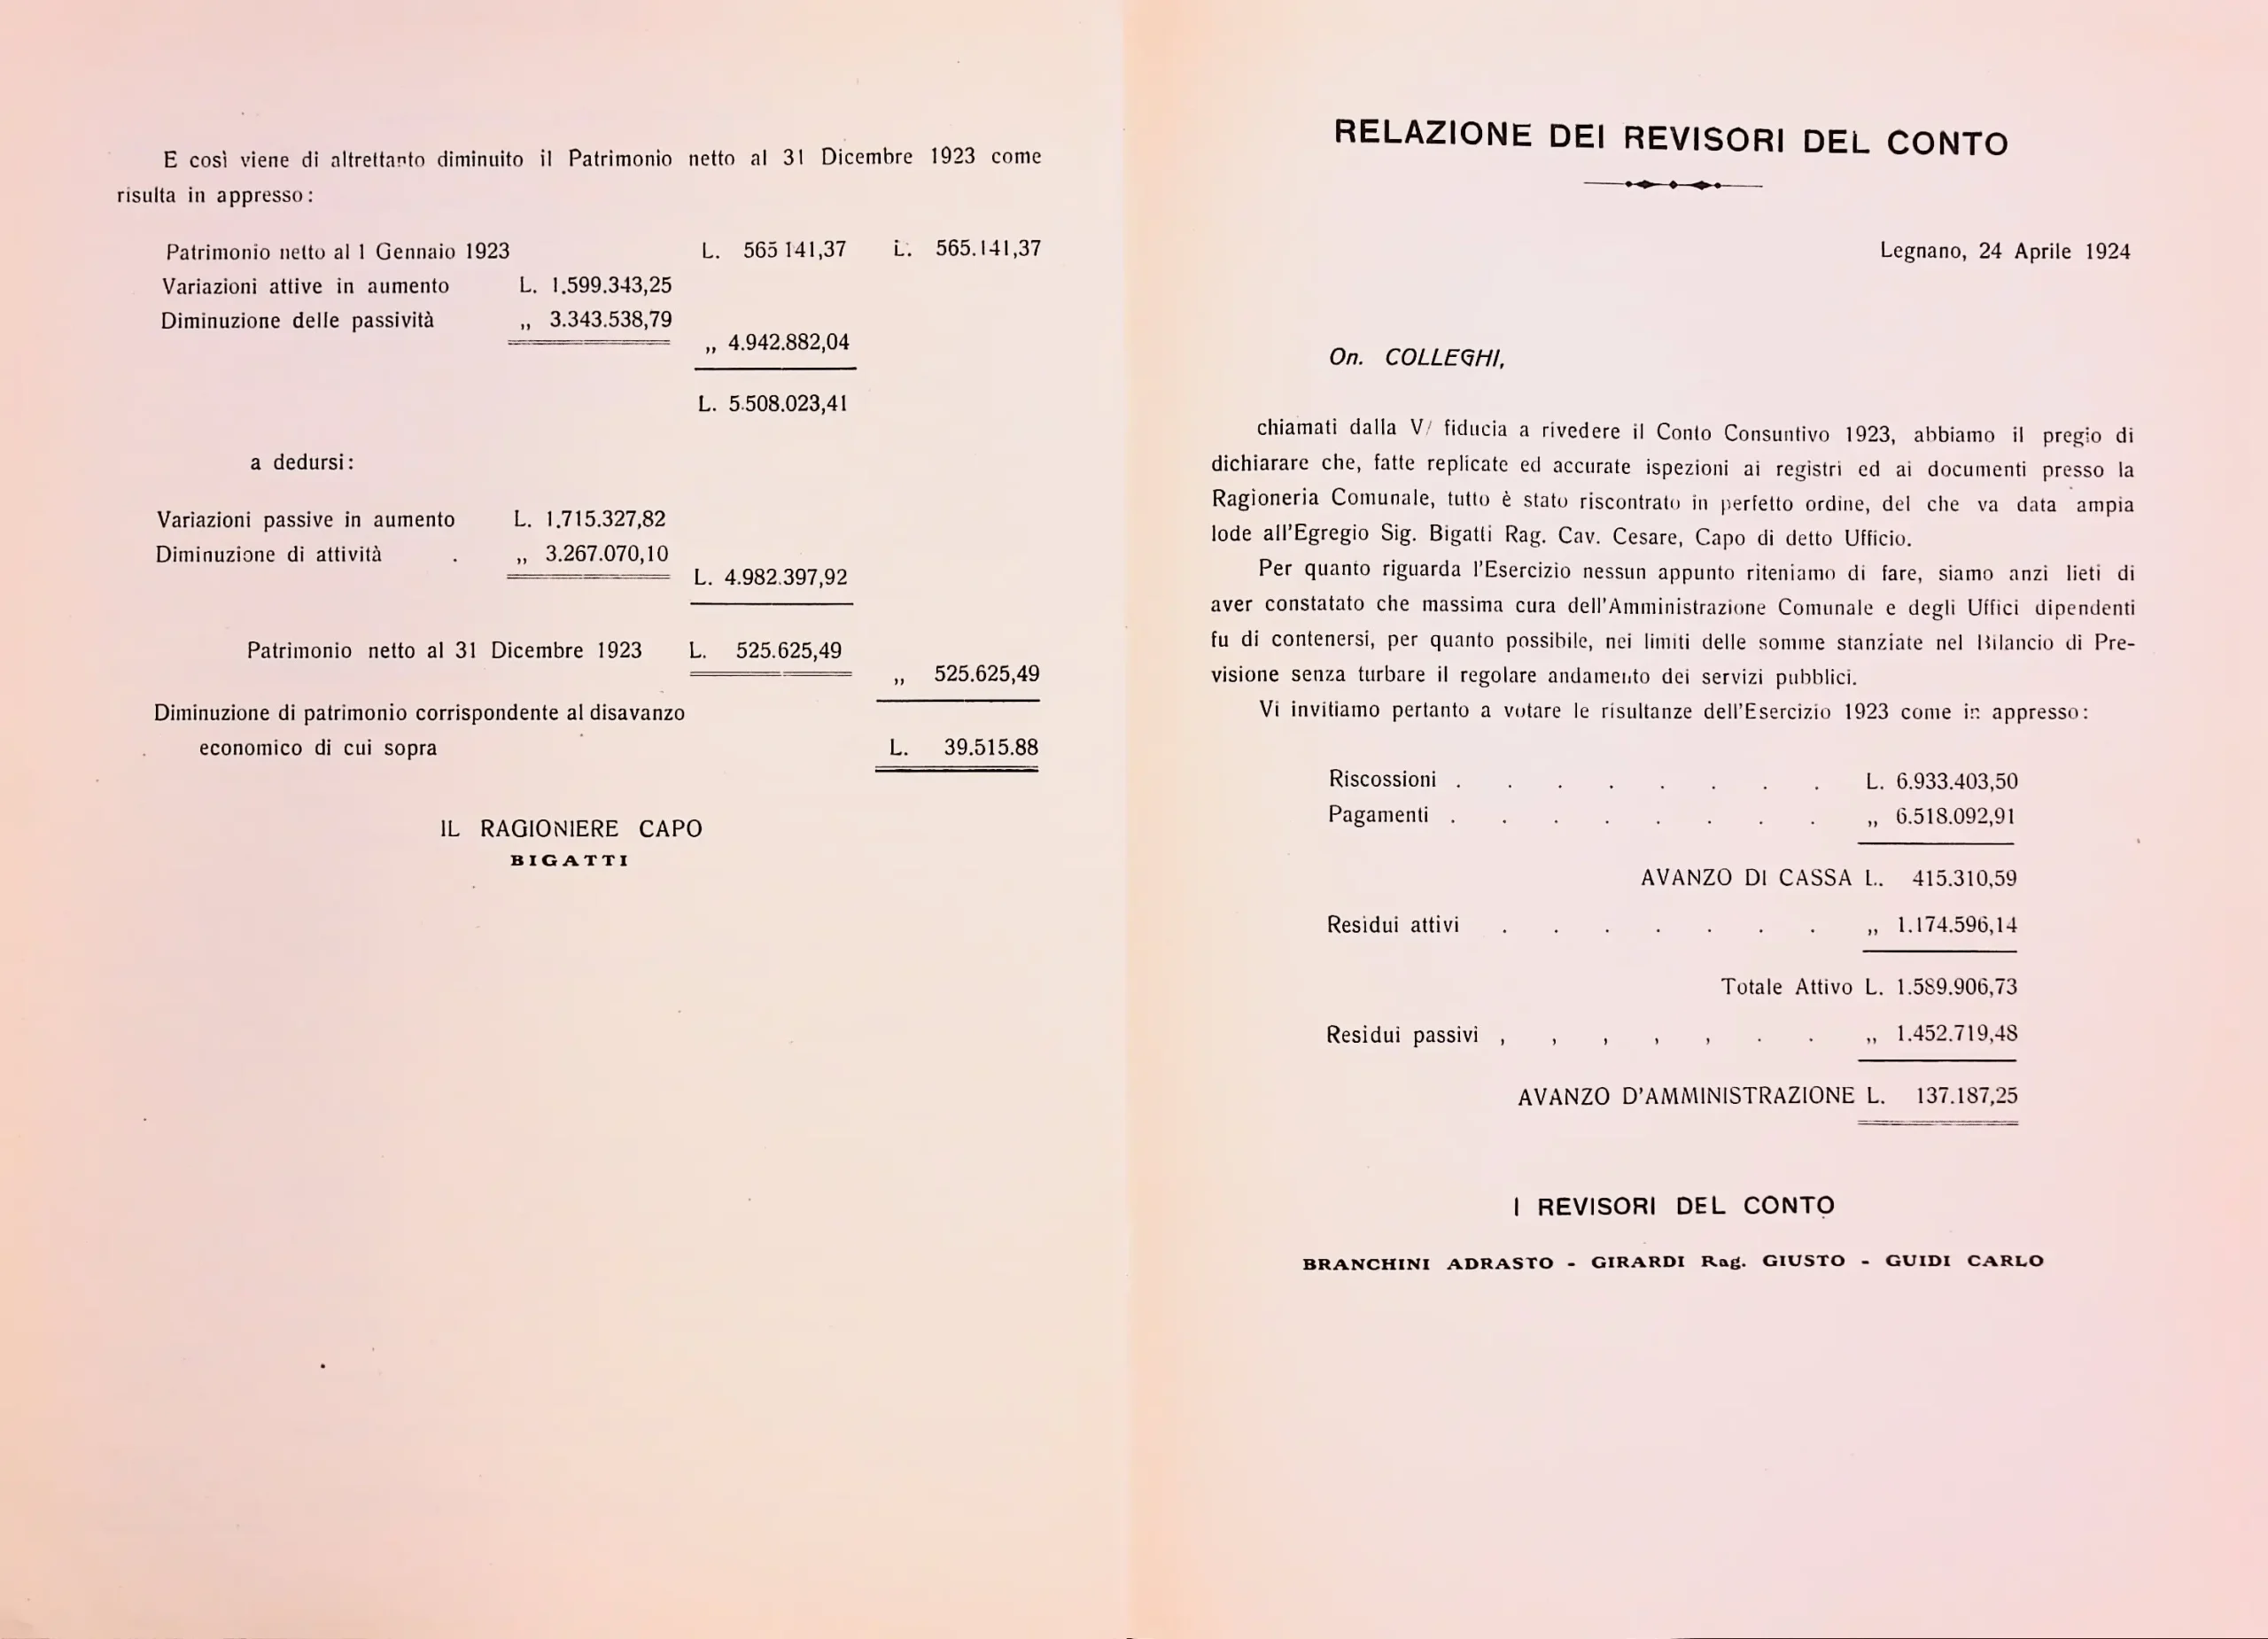 E così viene di altrettanto diminuito il Patrimonio netto al 31 Dicembre 1923 come
risulta in appresso:
Patrimonio netto al 1 Gennaio 1923 L. 565 141,37 L. 565.141,37
Variazioni attive in aumento L. 1.599.343,25
Diminuzione delle passività ,, 3.343.538,79
,, 4.942.882,04
L. 5.508.023,41
a dedursi:
Variazioni passive in aumento L. 1.715.327,82
Diminuzione di attività . ,, 3.267.070,10
L. 4.982.397,92
Patrimonio netto al 31 Dicembre 1923 L. 525.625,49
,, 525.625,49
Diminuzione di patrimonio corrispondente al disavanzo
economico di cui sopra L. 39.515.88
IL RAGIONIERE CAPO
BIGATTI
RELAZIONE DEI REVISORI DEL CONTO
Legnano, 24 Aprile 1924
On. COLLEGHI,
chiamati dalla V/ fiducia a rivedere il Conto Consuntivo 1923, abbiamo il pregio di
dichiarare che, fatte replicate ed accurate ispezioni ai registri ed ai documenti presso la
Ragioneria Comunale, tutto è stato riscontrato in perfetto ordine, del che va data ampia
lode all'Egregio Sig. Bigatti Rag. Cav. Cesare, Capo di detto Ufficio.
Per quanto riguarda l'Esercizio nessun appunto riteniamo di fare, siamo anzi lieti di
aver constatato che massima cura dell'Amministrazione Comunale e degli Uffici dipendenti
fu di contenersi, per quanto possibile, nei limiti delle somme stanziate nel Bilancio di Pre-
visione senza turbare il regolare andamento dei servizi pubblici.
Vi invitiamo pertanto a votare le risultanze dell'Esercizio 1923 come in appresso:
Riscossioni . . . . . . . . L. 6.933.403,50
Pagamenti . . . . . . . . ,, 6.518.092,91
AVANZO DI CASSA L. 415.310,59
Residui attivi . . . . . . . ,, 1.174.596,14
Totale Attivo L. 1.589.906,73
Residui passivi , , , , , . . ,, 1.452.719,48
AVANZO D'AMMINISTRAZIONE L. 137.187,25
I REVISORI DEL CONTO
BRANCHINI ADRASTO - GIRARDI Rag. GIUSTO - GUIDI CARLO